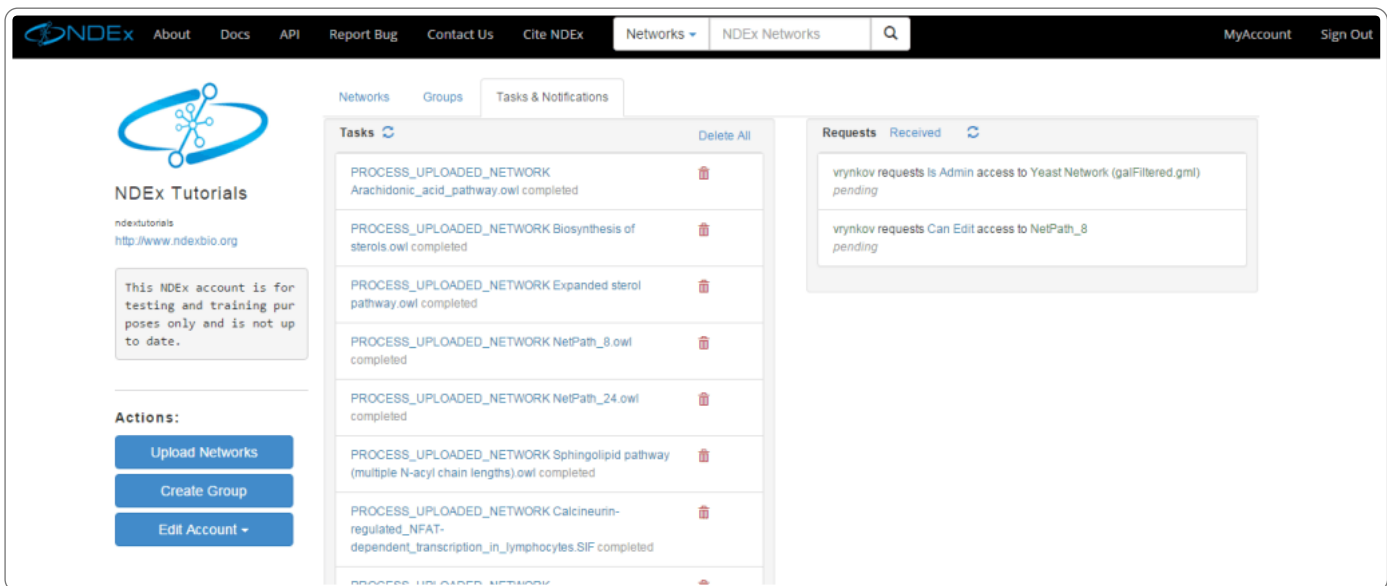 NDEx About Docs API Report Bug Contact Us Cite NDEx Networks NDEx Networks MyAccount Sign Out
Networks Groups Tasks & Notifications
NDEx Tutorials
ndextutorials
http://www.ndexbio.org
This NDEx account is for
testing and training pur
poses only and is not up
to date.
Actions:
Upload Networks
Create Group
Edit Account
Tasks Delete All
PROCESS_UPLOADED_NETWORK
Arachidonic_acid_pathway.owl completed
PROCESS_UPLOADED_NETWORK Biosynthesis of
sterols.owl completed
PROCESS_UPLOADED_NETWORK Expanded sterol
pathway.owl completed
PROCESS_UPLOADED_NETWORK NetPath_8.owl
completed
PROCESS_UPLOADED_NETWORK NetPath_24.owl
completed
PROCESS_UPLOADED_NETWORK Sphingolipid pathway
(multiple N-acyl chain lengths).owl completed
PROCESS_UPLOADED_NETWORK Calcineurin-
regulated_NFAT-
dependent_transcription_in_lymphocytes.SIF completed
PROCESS_UPLOADED_NETWORK
Requests Received
vrynkov requests Is Admin access to Yeast Network (galFiltered.gml)
pending
vrynkov requests Can Edit access to NetPath_8
pending